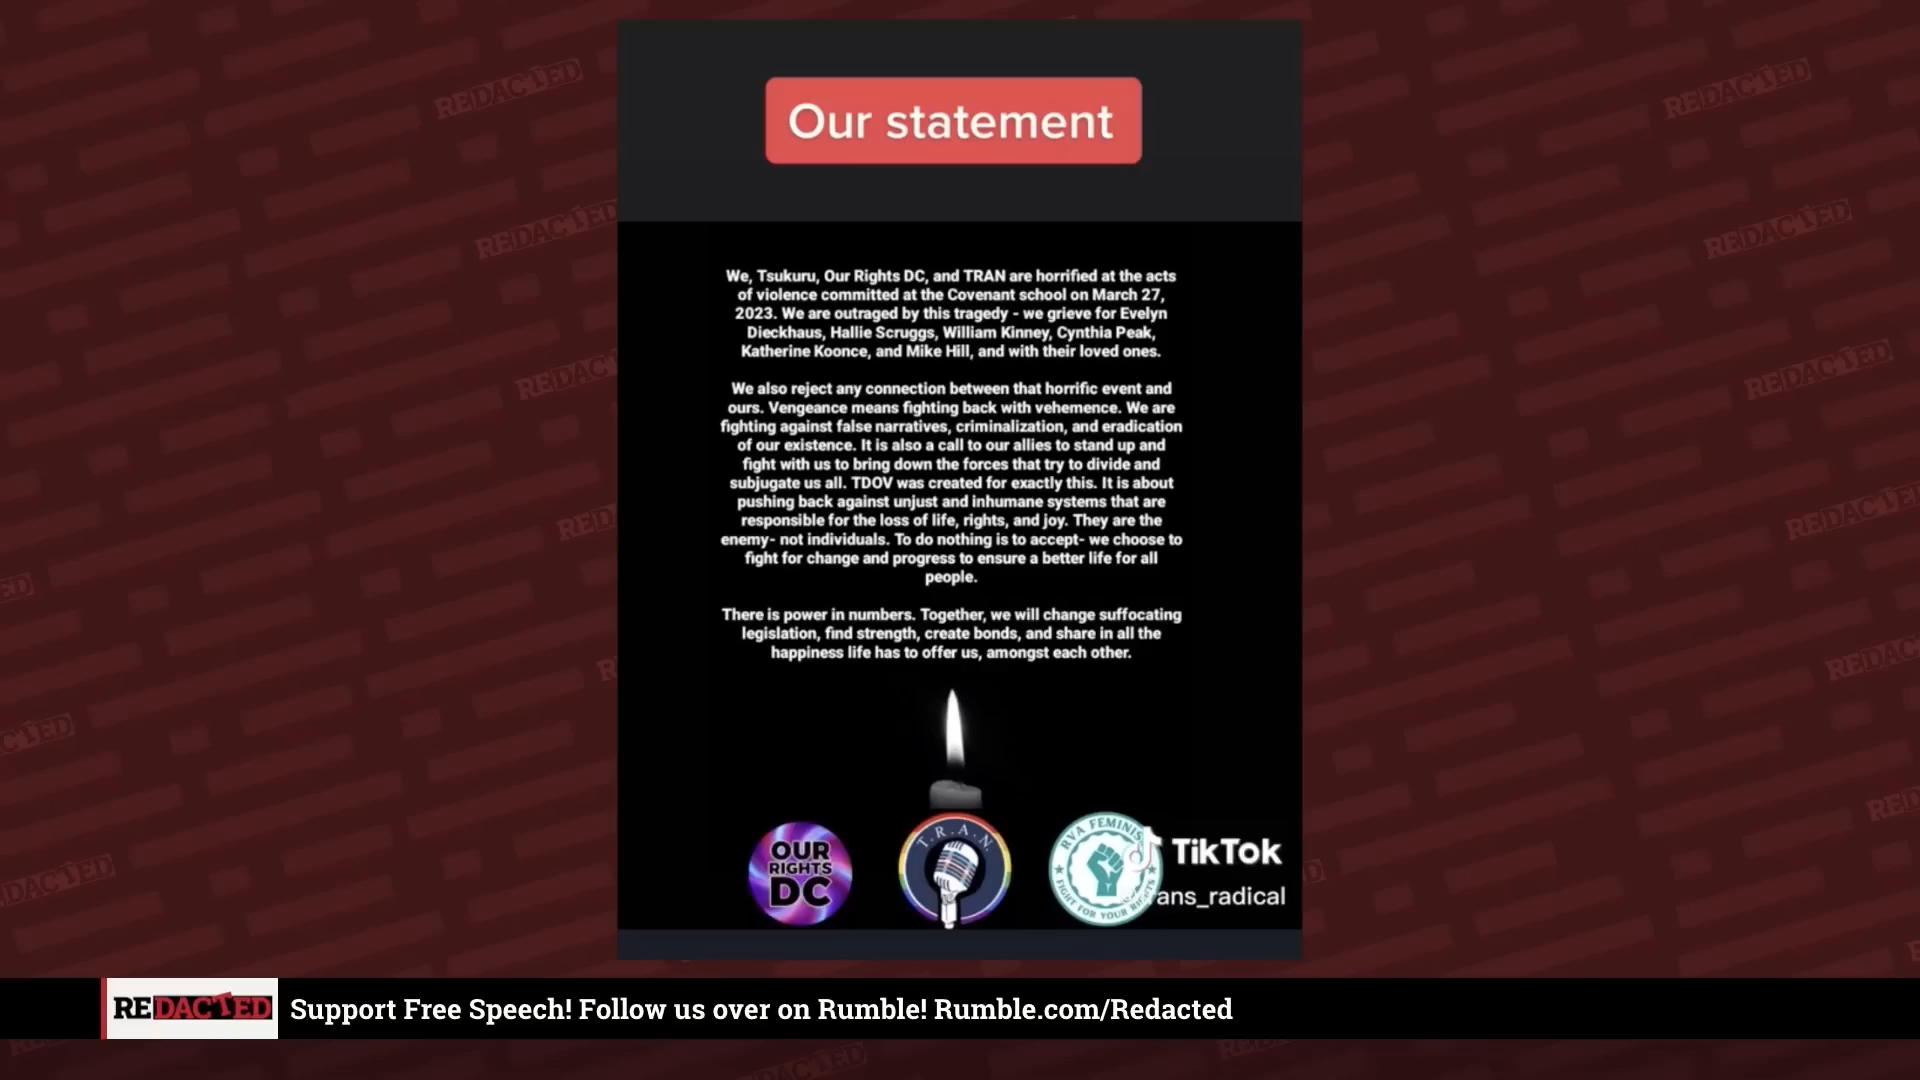 Our statement
We, Tsukuru, Our Rights DC, and TRAN are horrified at the acts
of violence committed at the Covenant school on March 27,
2023. We are outraged by this tragedy - we grieve for Evelyn
Dieckhaus, Hallie Scruggs, William Kinney, Cynthia Peak,
Katherine Koonce, and Mike Hill, and with their loved ones.
We also reject any connection between that horrific event and
ours. Vengeance means fighting back with vehemence. We are
fighting against false narratives, criminalization, and eradication
of our existence. It is also a call to our allies to stand up and
fight with us to bring down the forces that try to divide and
subjugate us all. TDOV was created for exactly this. It is about
pushing back against unjust and inhumane systems that are
responsible for the loss of life, rights, and joy. They are the
enemy- not individuals. To do nothing is to accept- we choose to
fight for change and progress to ensure a better life for all
people.
There is power in numbers. Together, we will change suffocating
legislation, find strength, create bonds, and share in all the
happiness life has to offer us, amongst each other.
OUR
RIGHTS
DC
T.R.A.N.
RVA FEMINIS
FIGHT FOR YOUR RIGHTS
TikTok
ans_radical
REDACTED
Support Free Speech! Follow us over on Rumble! Rumble.com/Redacted